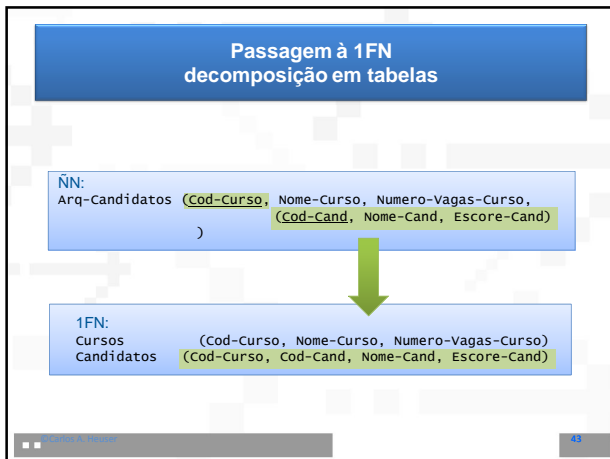 Passagem à 1FN
decomposição em tabelas
ÑN:
Arq-Candidatos (Cod-Curso, Nome-Curso, Numero-Vagas-Curso,
(Cod-Cand, Nome-Cand, Escore-Cand)
)
1FN:
Cursos (Cod-Curso, Nome-Curso, Numero-Vagas-Curso)
Candidatos (Cod-Curso, Cod-Cand, Nome-Cand, Escore-Cand)
©Carlos A. Heuser
43